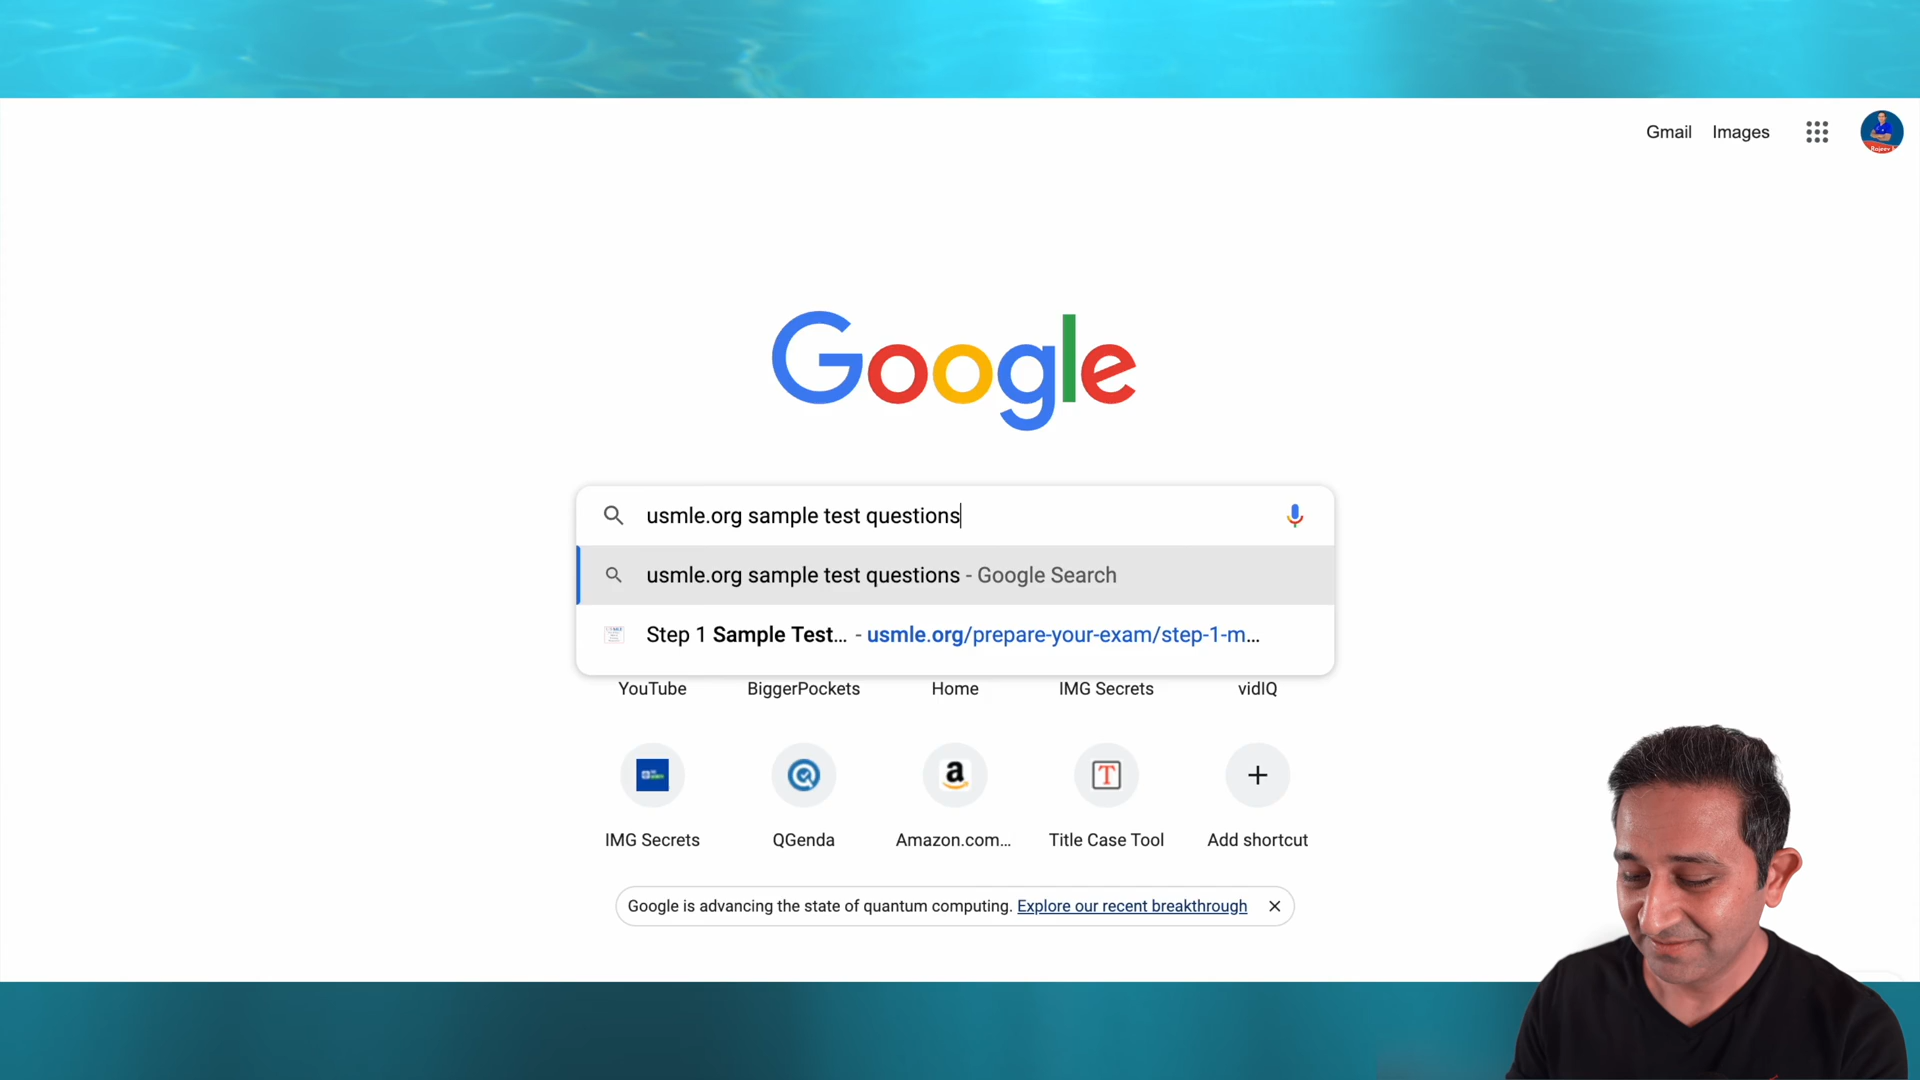 Gmail Images
Rajeev
Google
usmle.org sample test questions
usmle.org sample test questions - Google Search
Step 1 Sample Test... - usmle.org/prepare-your-exam/step-1-m...
YouTube BiggerPockets Home IMG Secrets vidIQ
IMG Secrets QGenda Amazon.com... Title Case Tool Add shortcut
Google is advancing the state of quantum computing. Explore our recent breakthrough